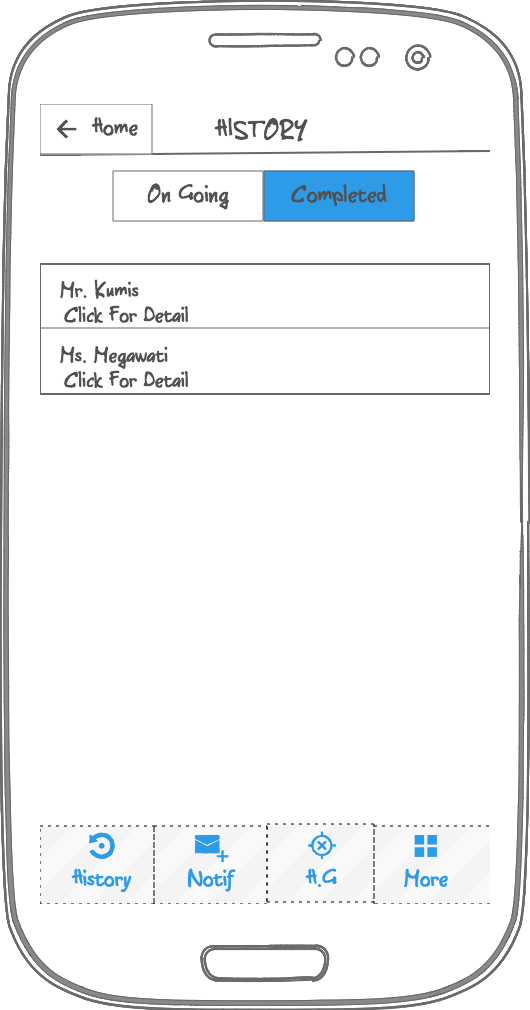 Home
HISTORY
On Going
Completed
Mr. Kumis
Click For Detail
Ms. Megawati
Click For Detail
History
Notif
H.G
More